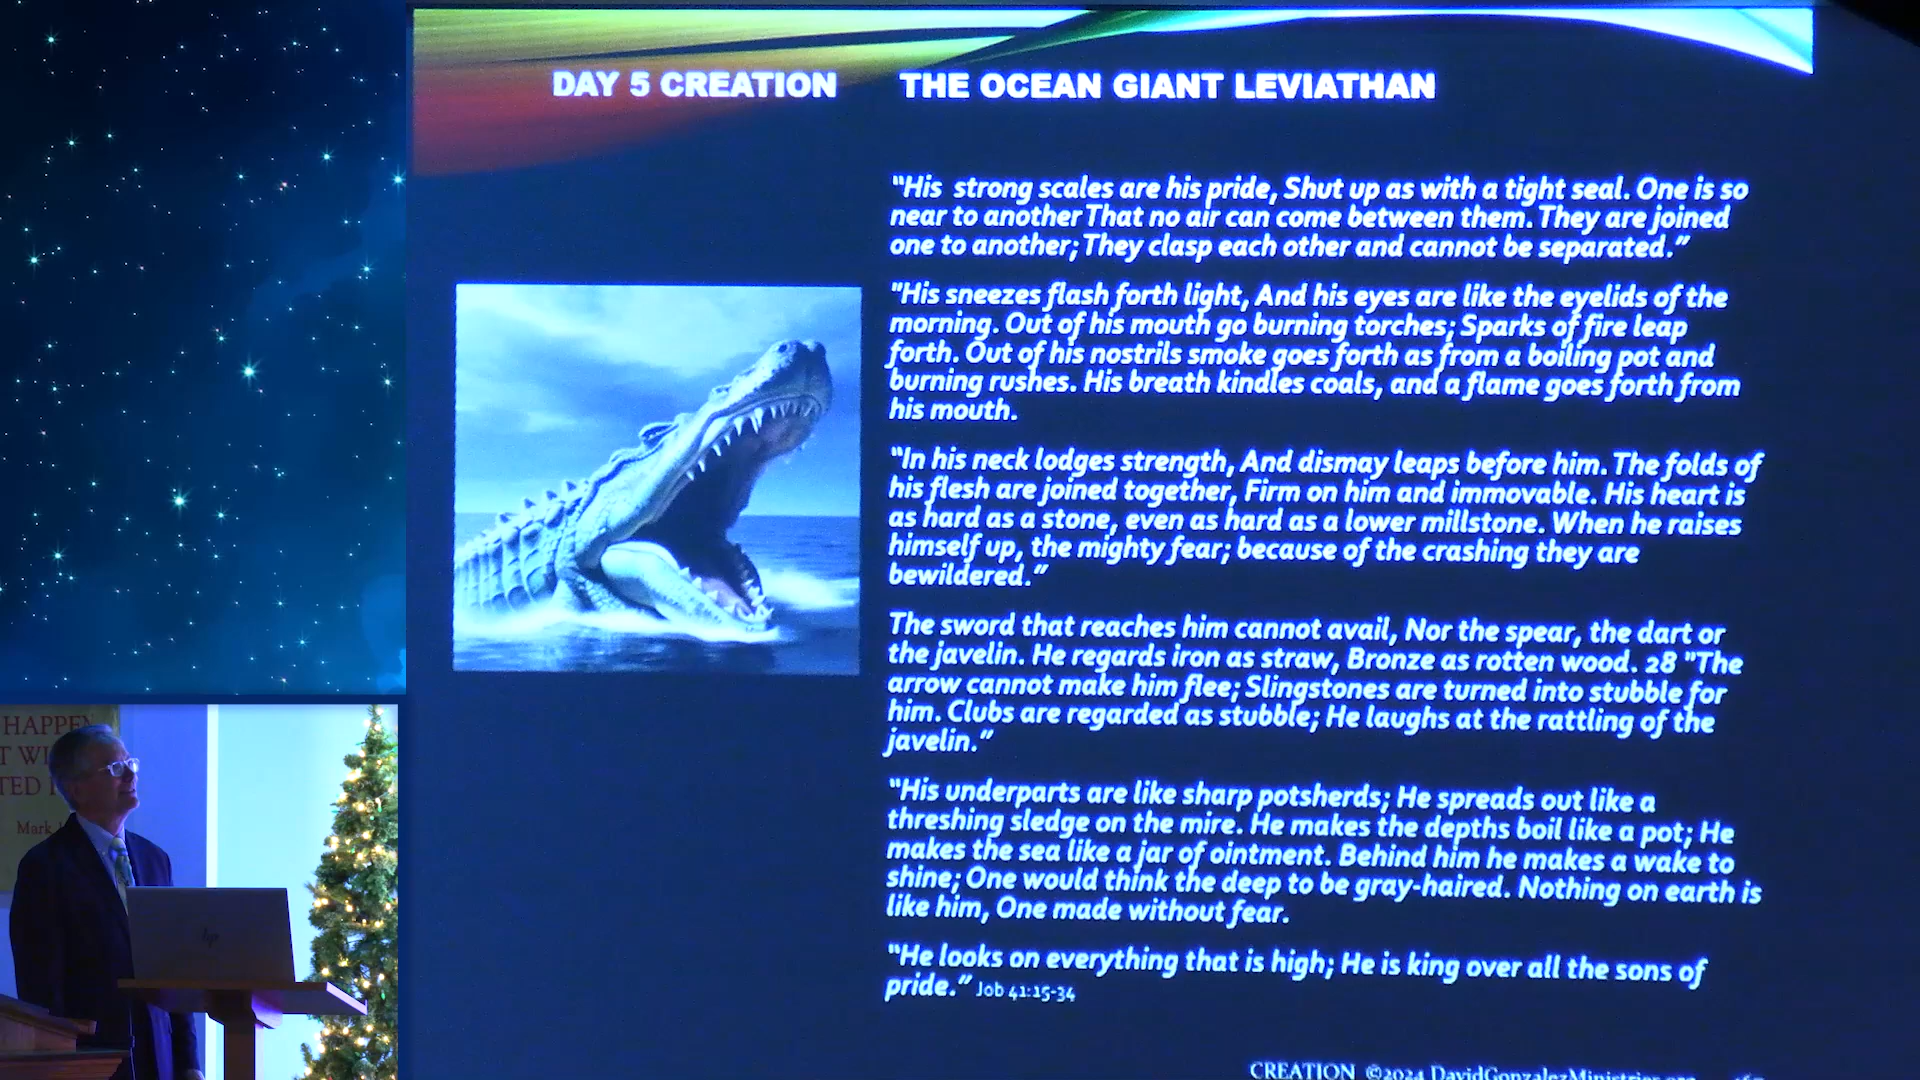 DAY 5 CREATION
THE OCEAN GIANT LEVIATHAN
“His strong scales are his pride, Shut up as with a tight seal. One is so
near to another That no air can come between them. They are joined
one to another; They clasp each other and cannot be separated.”
"His sneezes flash forth light, And his eyes are like the eyelids of the
morning. Out of his mouth go burning torches; Sparks of fire leap
forth. Out of his nostrils smoke goes forth as from a boiling pot and
burning rushes. His breath kindles coals, and a flame goes forth from
his mouth.
“In his neck lodges strength, And dismay leaps before him. The folds of
his flesh are joined together, Firm on him and immovable. His heart is
as hard as a stone, even as hard as a lower millstone. When he raises
himself up, the mighty fear; because of the crashing they are
bewildered.”
The sword that reaches him cannot avail, Nor the spear, the dart or
the javelin. He regards iron as straw, Bronze as rotten wood. 28 "The
arrow cannot make him flee; Slingstones are turned into stubble for
him. Clubs are regarded as stubble; He laughs at the rattling of the
javelin.”
“His underparts are like sharp potsherds; He spreads out like a
threshing sledge on the mire. He makes the depths boil like a pot; He
makes the sea like a jar of ointment. Behind him he makes a wake to
shine; One would think the deep to be gray-haired. Nothing on earth is
like him, One made without fear.
“He looks on everything that is high; He is king over all the sons of
pride.” Job 41:15-34
CREATION ©2024 DavidGonzalezMinistries.org
HAPPEN
T
TED
Mark
hp